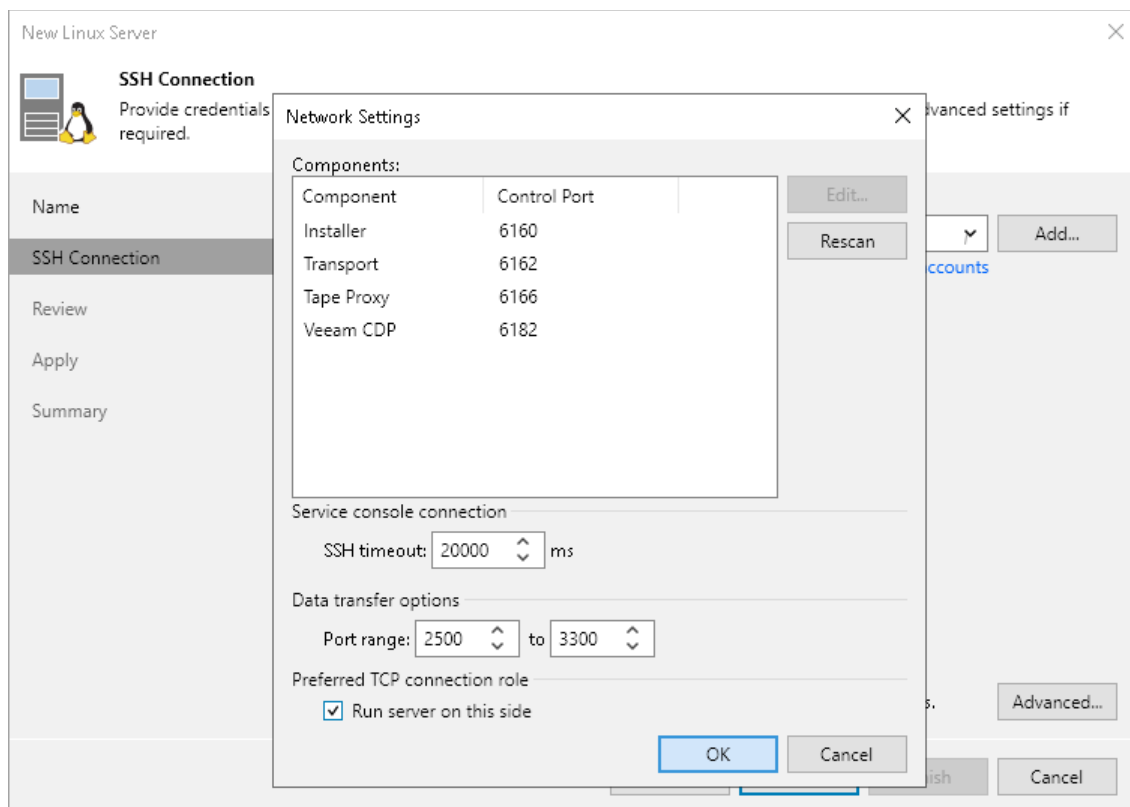 New Linux Server
SSH Connection
Provide credentials
dvanced settings if
required.
Name
SSH Connection
Review
Apply
Summary
Network Settings
Components:
Component Control Port
Installer 6160
Transport 6162
Tape Proxy 6166
Veeam CDP 6182
Edit...
Rescan
Add...
ccounts
Service console connection
SSH timeout: 20000 ms
Data transfer options
Port range: 2500 to 3300
Preferred TCP connection role
Run server on this side
s.
Advanced...
OK
Cancel
ish
Cancel